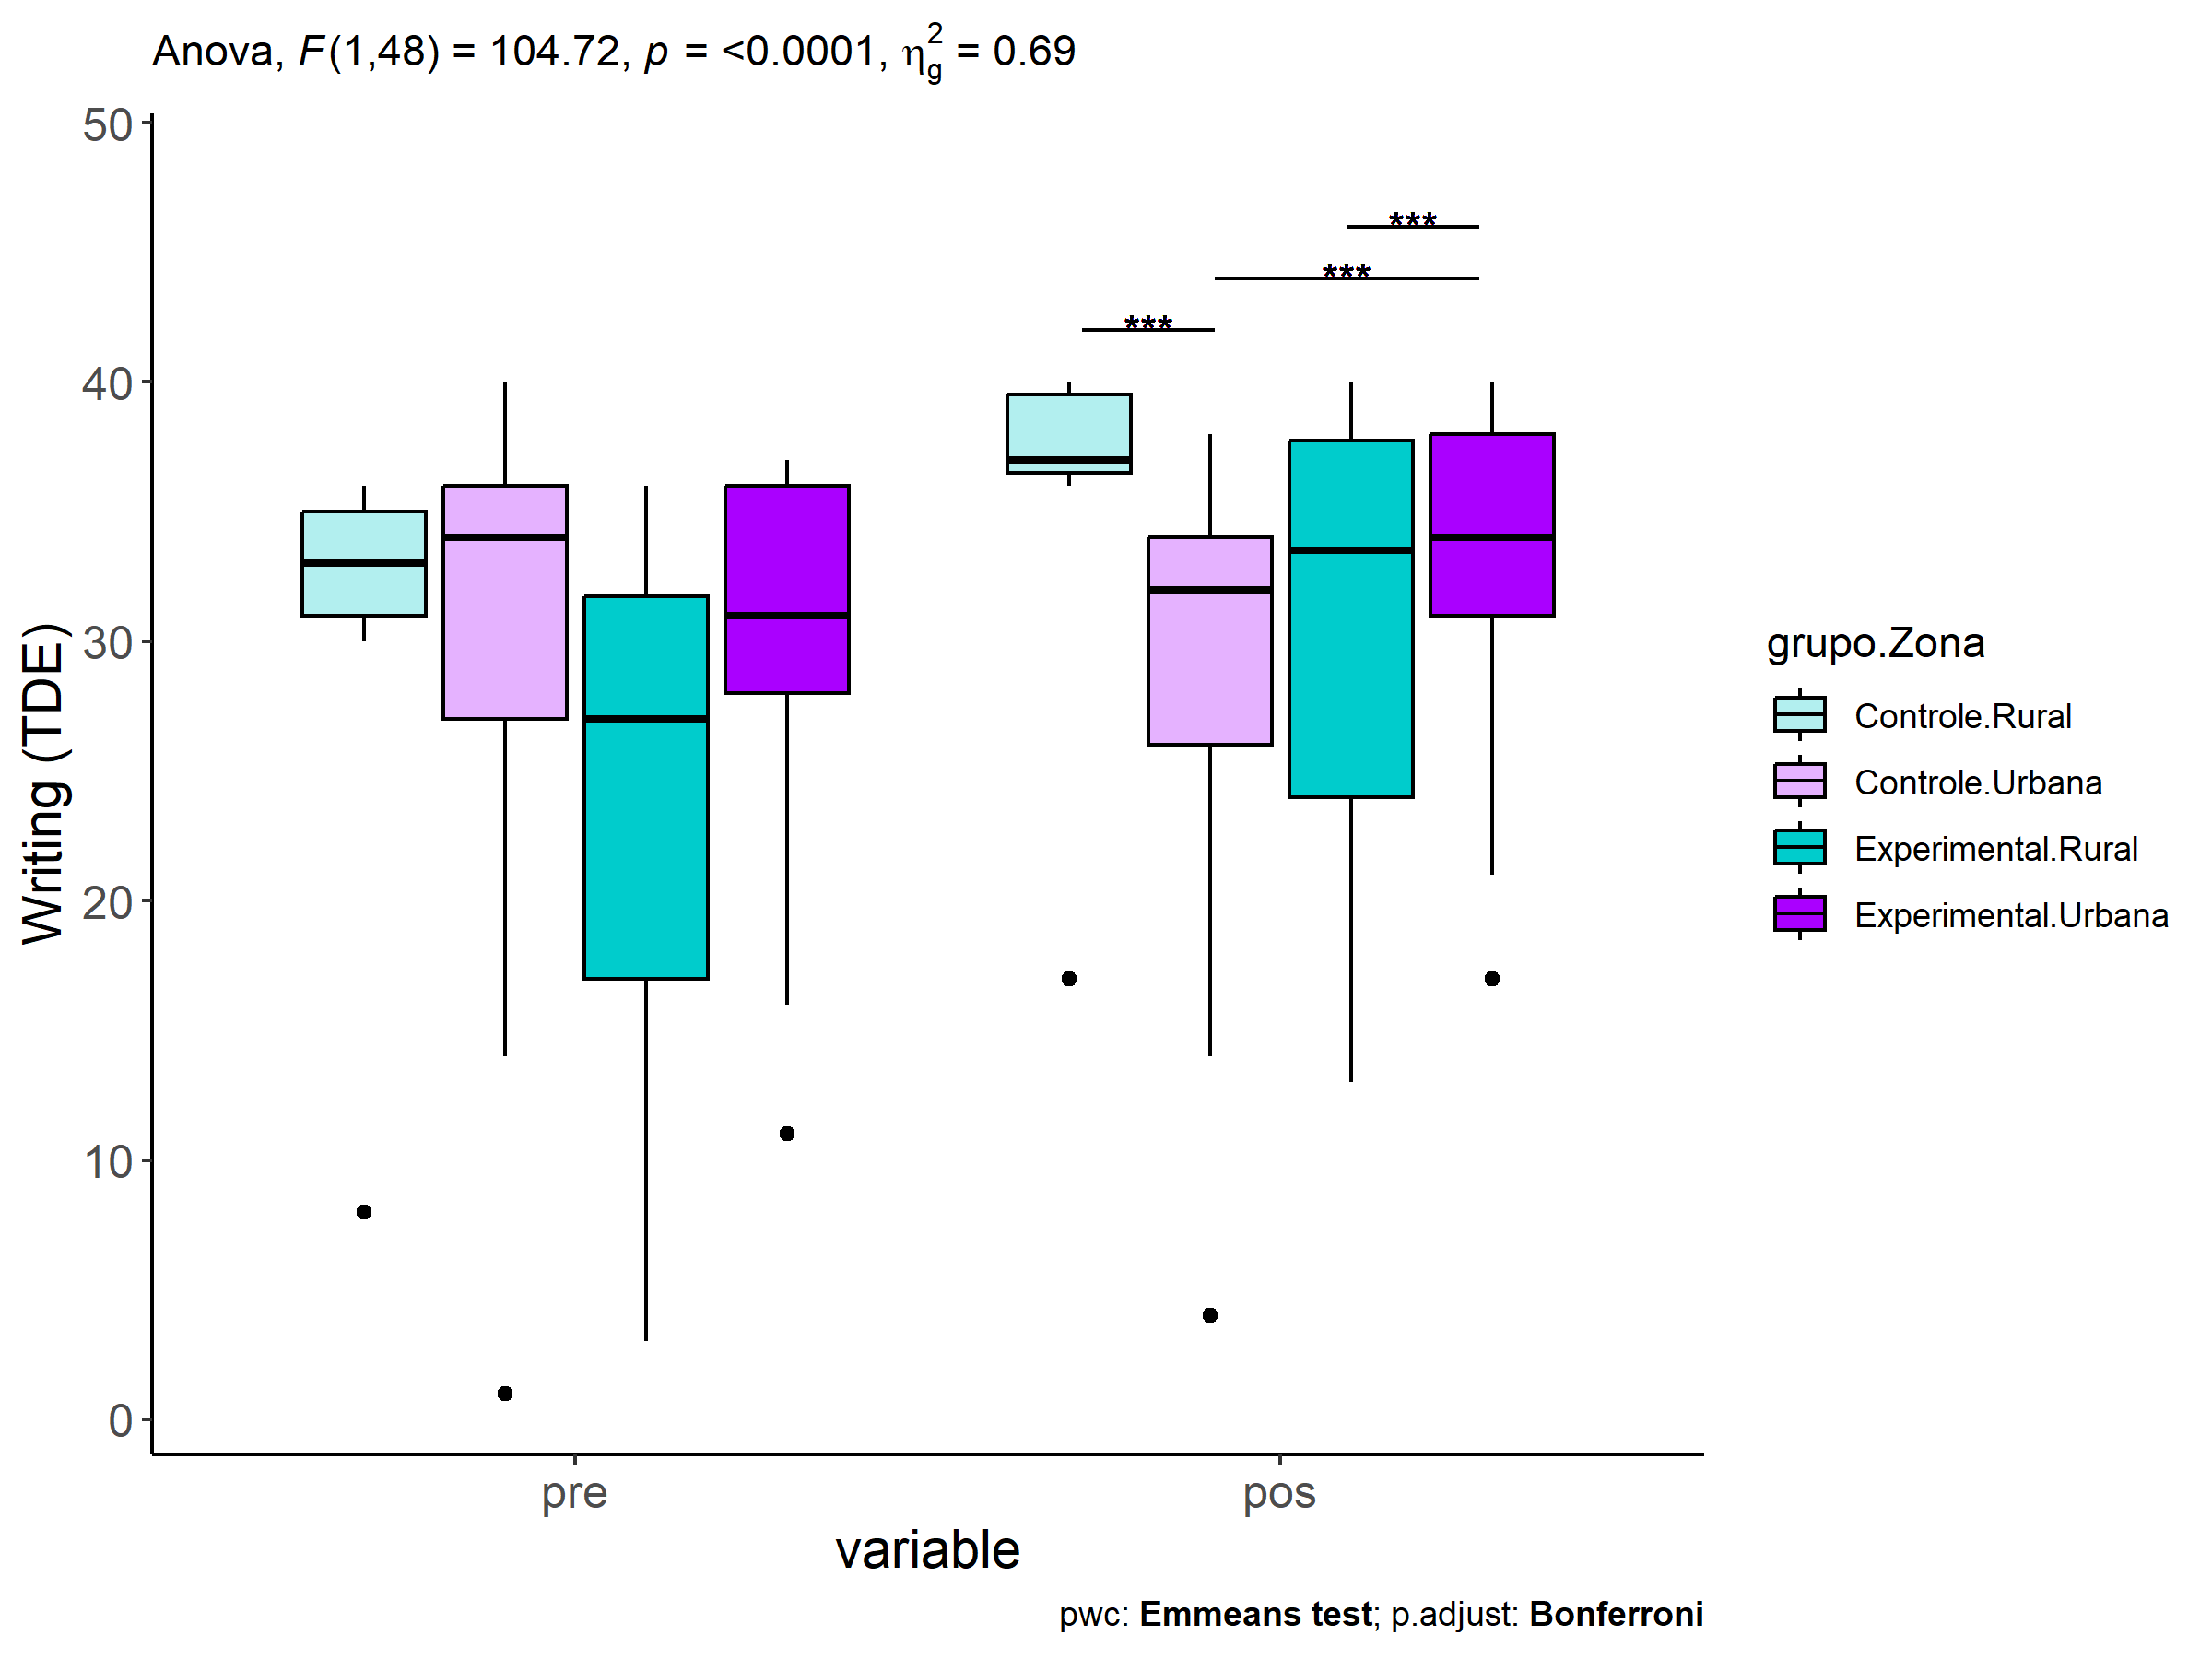 Anova, F(1,48) = 104.72, p = <0.0001, η²g = 0.69
50
40
30
20
10
0
Writing (TDE)
***
***
***
pre
pos
variable
grupo.Zona
Controle.Rural
Controle.Urbana
Experimental.Rural
Experimental.Urbana
pwc: Emmeans test; p.adjust: Bonferroni